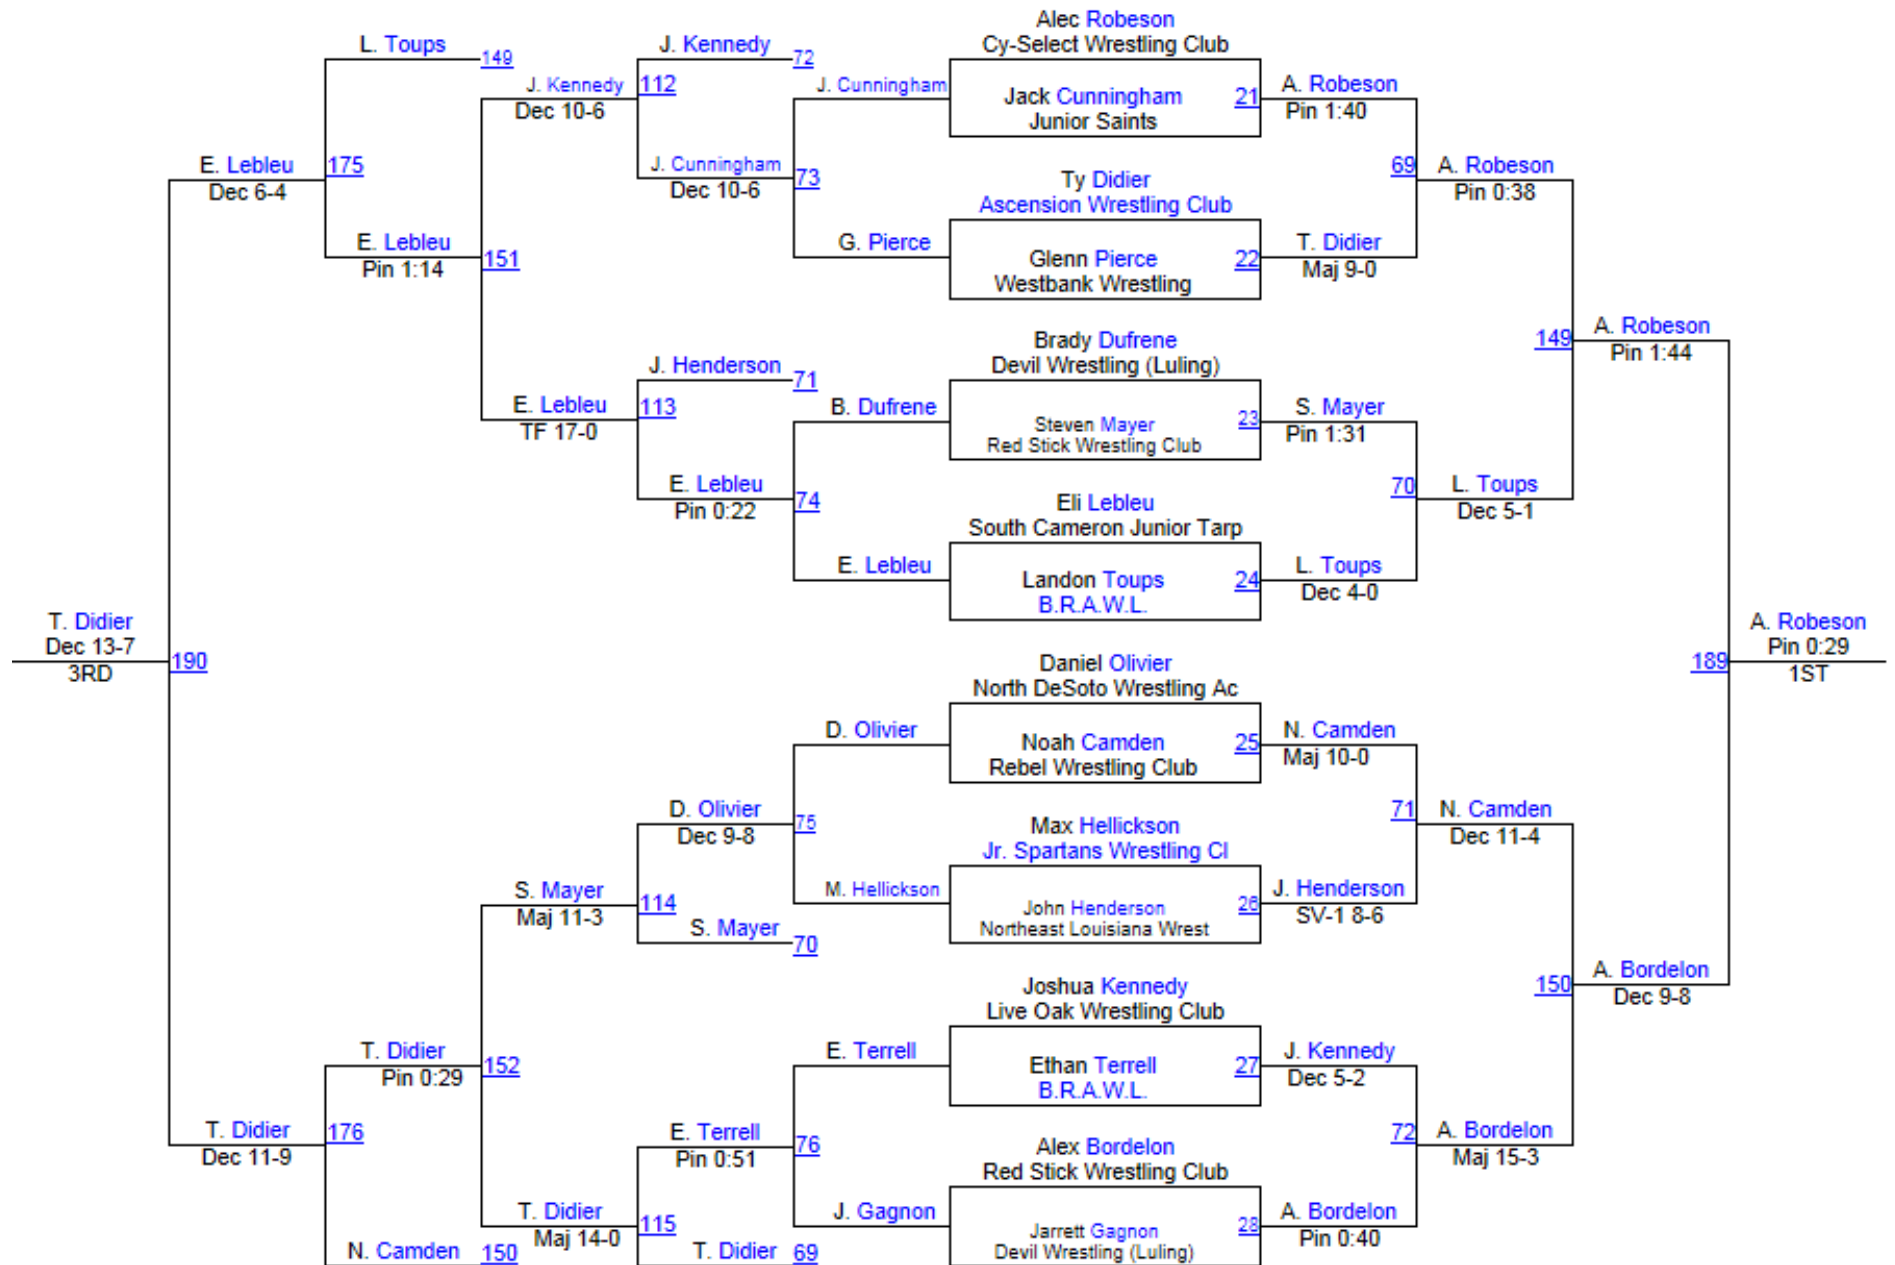 Alec Robeson
L. Toups
J. Kennedy
Cy-Select Wrestling Club
149
72
J. Kennedy
112
J. Cunningham
Jack Cunningham
21
A. Robeson
Dec 10-6
Junior Saints
Pin 1:40
E. Lebleu
175
J. Cunningham
73
69
A. Robeson
Dec 6-4
Dec 10-6
Ty Didier
Pin 0:38
Ascension Wrestling Club
E. Lebleu
151
G. Pierce
Glenn Pierce
22
T. Didier
Pin 1:14
Westbank Wrestling
Maj 9-0
Brady Dufrene
149
A. Robeson
J. Henderson
71
Devil Wrestling (Luling)
Pin 1:44
E. Lebleu
113
B. Dufrene
Steven Mayer
23
S. Mayer
TF 17-0
Red Stick Wrestling Club
Pin 1:31
E. Lebleu
74
70
L. Toups
Pin 0:22
Eli Lebleu
Dec 5-1
South Cameron Junior Tarp
E. Lebleu
Landon Toups
24
L. Toups
B.R.A.W.L.
Dec 4-0
T. Didier
A. Robeson
Dec 13-7
190
Daniel Olivier
189
Pin 0:29
3RD
North DeSoto Wrestling Ac
1ST
D. Olivier
Noah Camden
25
N. Camden
Rebel Wrestling Club
Maj 10-0
D. Olivier
75
71
N. Camden
Dec 9-8
Max Hellickson
Dec 11-4
Jr. Spartans Wrestling Cl
S. Mayer
114
M. Hellickson
John Henderson
26
J. Henderson
Maj 11-3
Northeast Louisiana Wrest
SV-1 8-6
S. Mayer
70
Joshua Kennedy
150
A. Bordelon
Live Oak Wrestling Club
Dec 9-8
T. Didier
152
E. Terrell
Ethan Terrell
27
J. Kennedy
Pin 0:29
B.R.A.W.L.
Dec 5-2
T. Didier
176
E. Terrell
76
72
A. Bordelon
Dec 11-9
Pin 0:51
Alex Bordelon
Maj 15-3
Red Stick Wrestling Club
T. Didier
115
J. Gagnon
Jarrett Gagnon
28
A. Bordelon
Maj 14-0
Devil Wrestling (Luling)
Pin 0:40
N. Camden
150
T. Didier
69